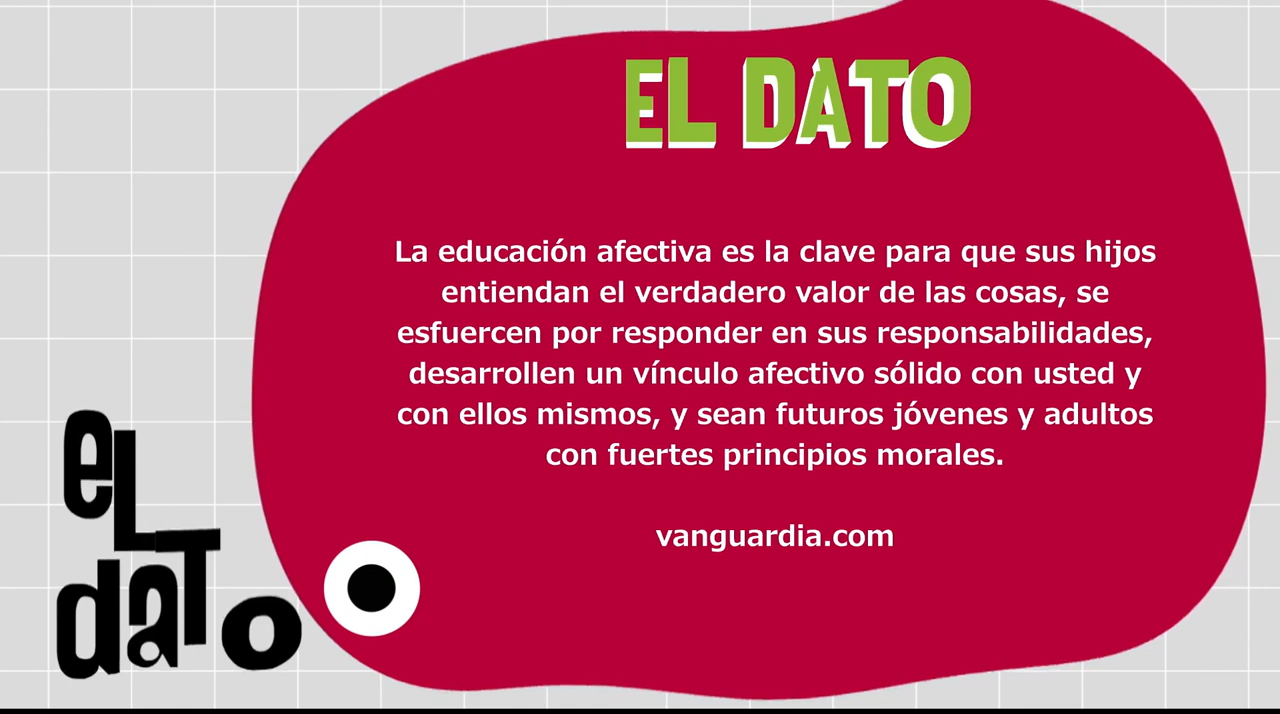 EL DATO
La educación afectiva es la clave para que sus hijos
entiendan el verdadero valor de las cosas, se
esfuercen por responder en sus responsabilidades,
desarrollen un vínculo afectivo sólido con usted y
con ellos mismos, y sean futuros jóvenes y adultos
con fuertes principios morales.
vanguardia.com
eL
daTo